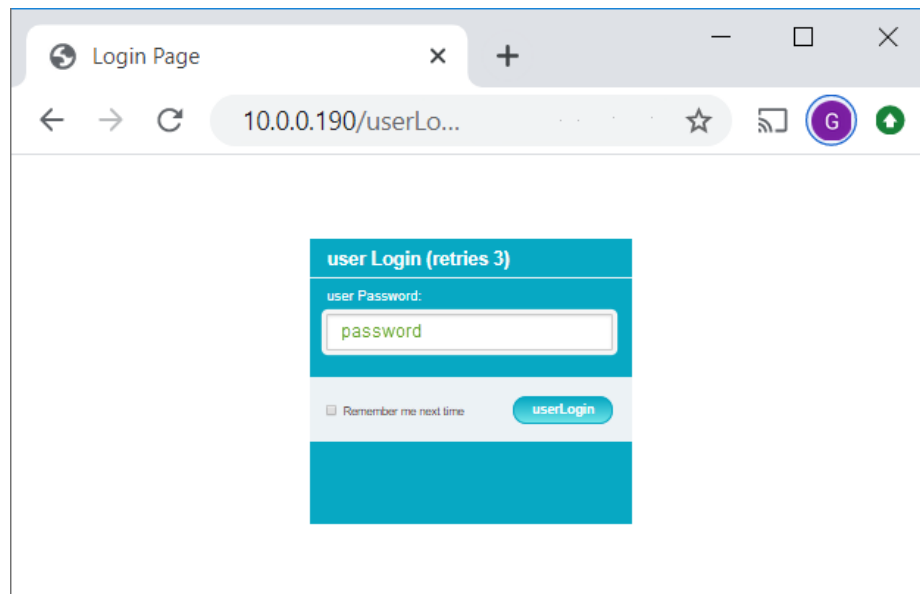 Login Page
10.0.0.190/userLo...
G
user Login (retries 3)
user Password:
password
Remember me next time
userLogin